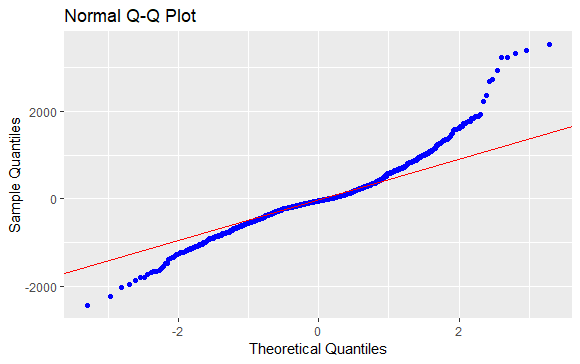 Normal Q-Q Plot
Sample Quantiles
2000
0
-2000
-2
0
2
Theoretical Quantiles